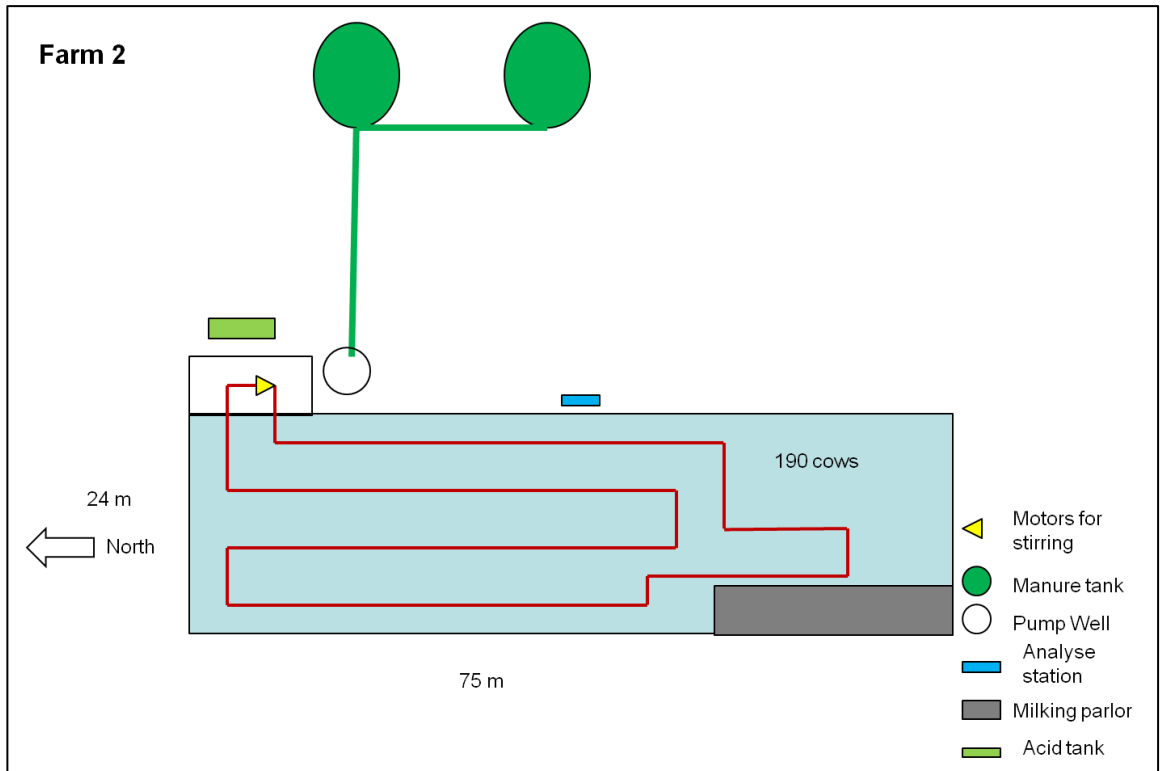 Farm 2
190 cows
24 m
North
75 m
Motors for
stirring
Manure tank
Pump Well
Analyse
station
Milking parlor
Acid tank